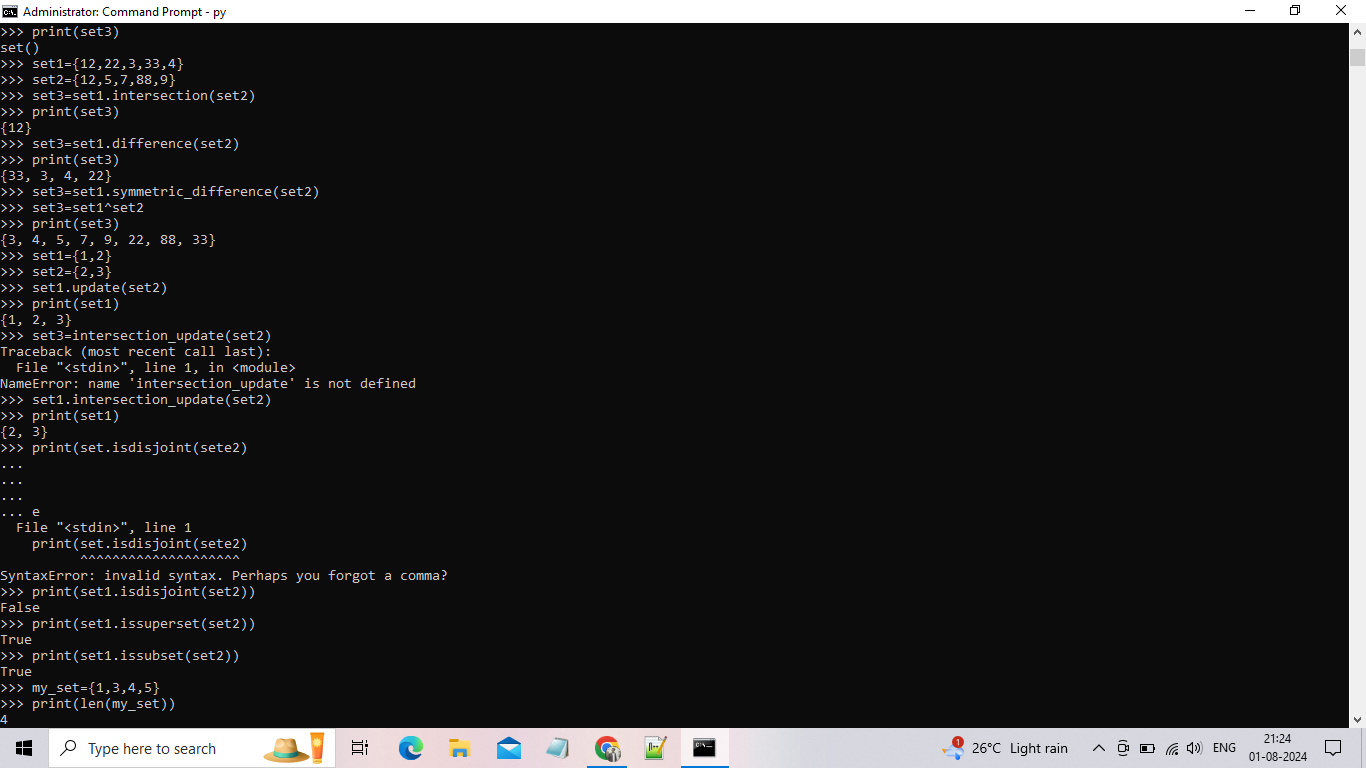 Administrator: Command Prompt - py
>>> print(set3)
set()
>>> set1={12,22,3,33,4}
>>> set2={12,5,7,88,9}
>>> set3=set1.intersection(set2)
>>> print(set3)
{12}
>>> set3=set1.difference(set2)
>>> print(set3)
{33, 3, 4, 22}
>>> set3=set1.symmetric_difference(set2)
>>> set3=set1^set2
>>> print(set3)
{3, 4, 5, 7, 9, 22, 88, 33}
>>> set1={1,2}
>>> set2={2,3}
>>> set1.update(set2)
>>> print(set1)
{1, 2, 3}
>>> set3=intersection_update(set2)
Traceback (most recent call last):
  File "<stdin>", line 1, in <module>
NameError: name 'intersection_update' is not defined
>>> set1.intersection_update(set2)
>>> print(set1)
{2, 3}
>>> print(set.isdisjoint(sete2)
...
...
...
... e
  File "<stdin>", line 1
    print(set.isdisjoint(sete2)
          ^^^^^^^^^^^^^^^^^^^^
SyntaxError: invalid syntax. Perhaps you forgot a comma?
>>> print(set1.isdisjoint(set2))
False
>>> print(set1.issuperset(set2))
True
>>> print(set1.issubset(set2))
True
>>> my_set={1,3,4,5}
>>> print(len(my_set))
4
Type here to search
1
26°C Light rain
ENG
21:24
01-08-2024